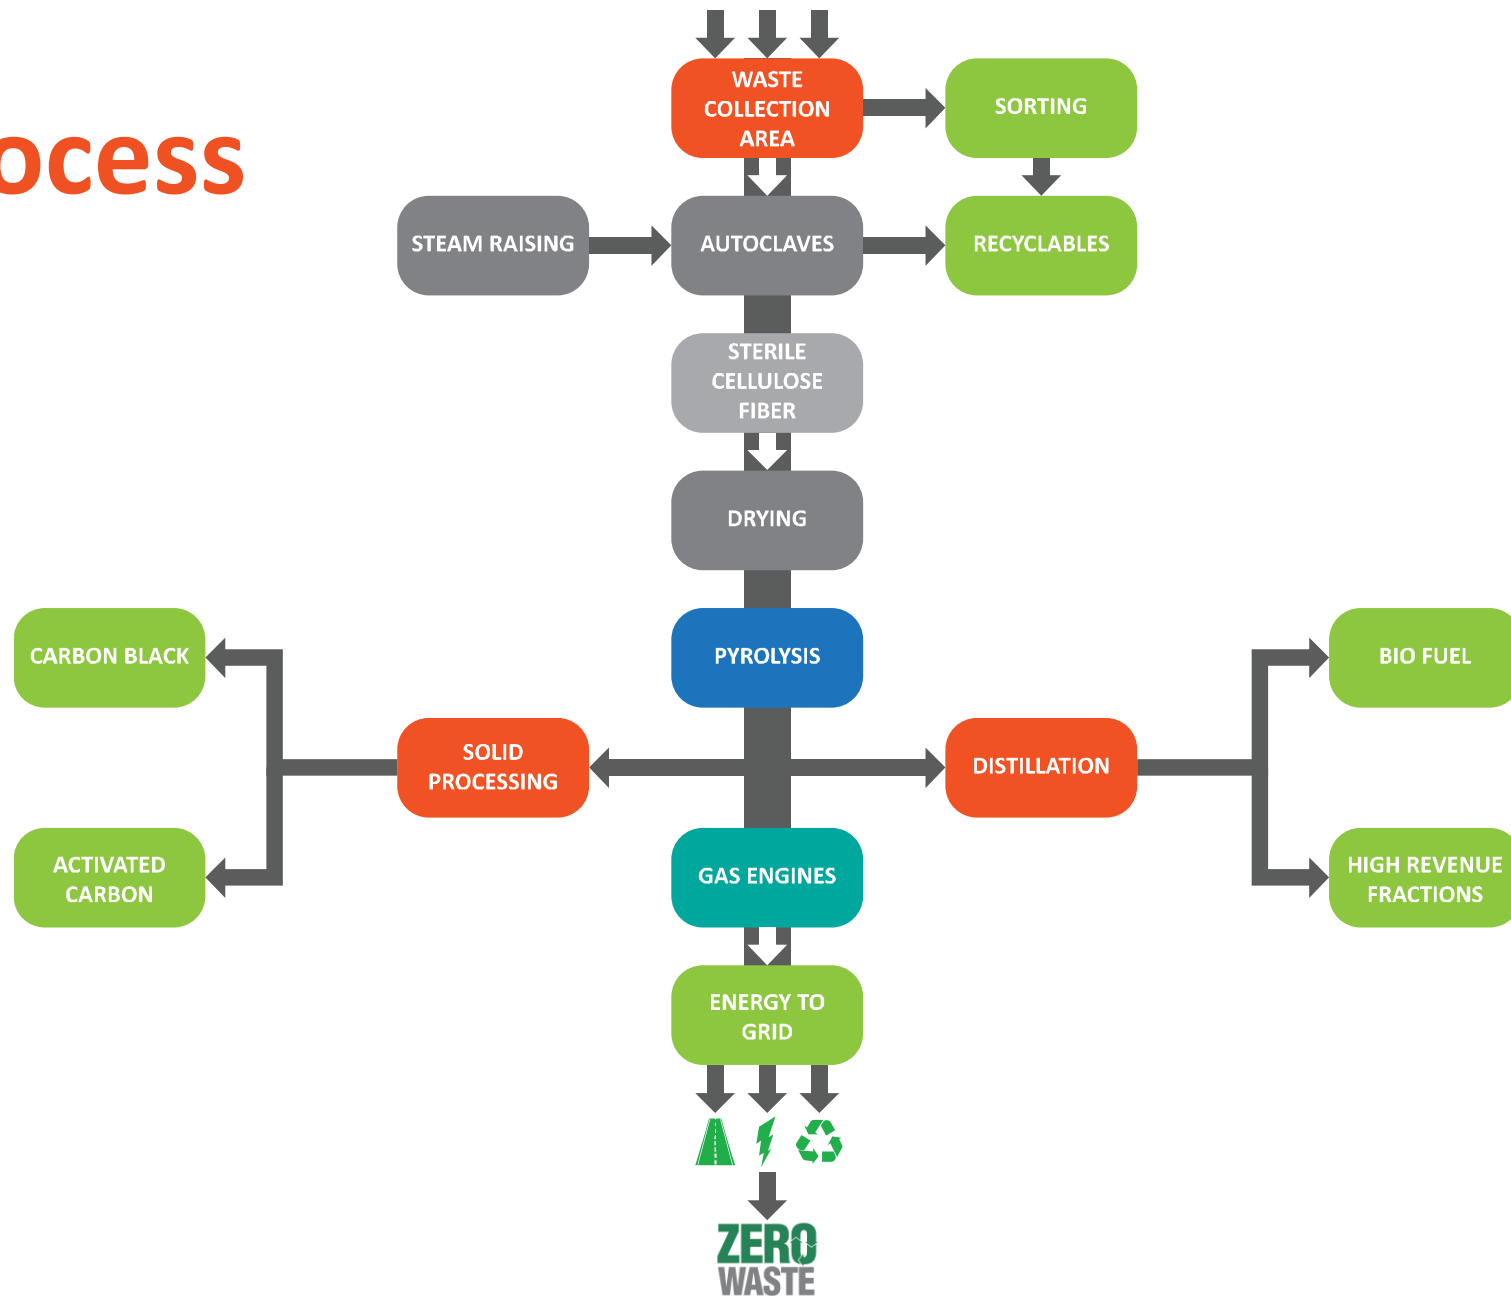 ocess
WASTE
COLLECTION
AREA
SORTING
STEAM RAISING
AUTOCLAVES
RECYCLABLES
STERILE
CELLULOSE
FIBER
DRYING
CARBON BLACK
PYROLYSIS
BIO FUEL
SOLID
PROCESSING
DISTILLATION
ACTIVATED
CARBON
GAS ENGINES
HIGH REVENUE
FRACTIONS
ENERGY TO
GRID
ZERO
WASTE